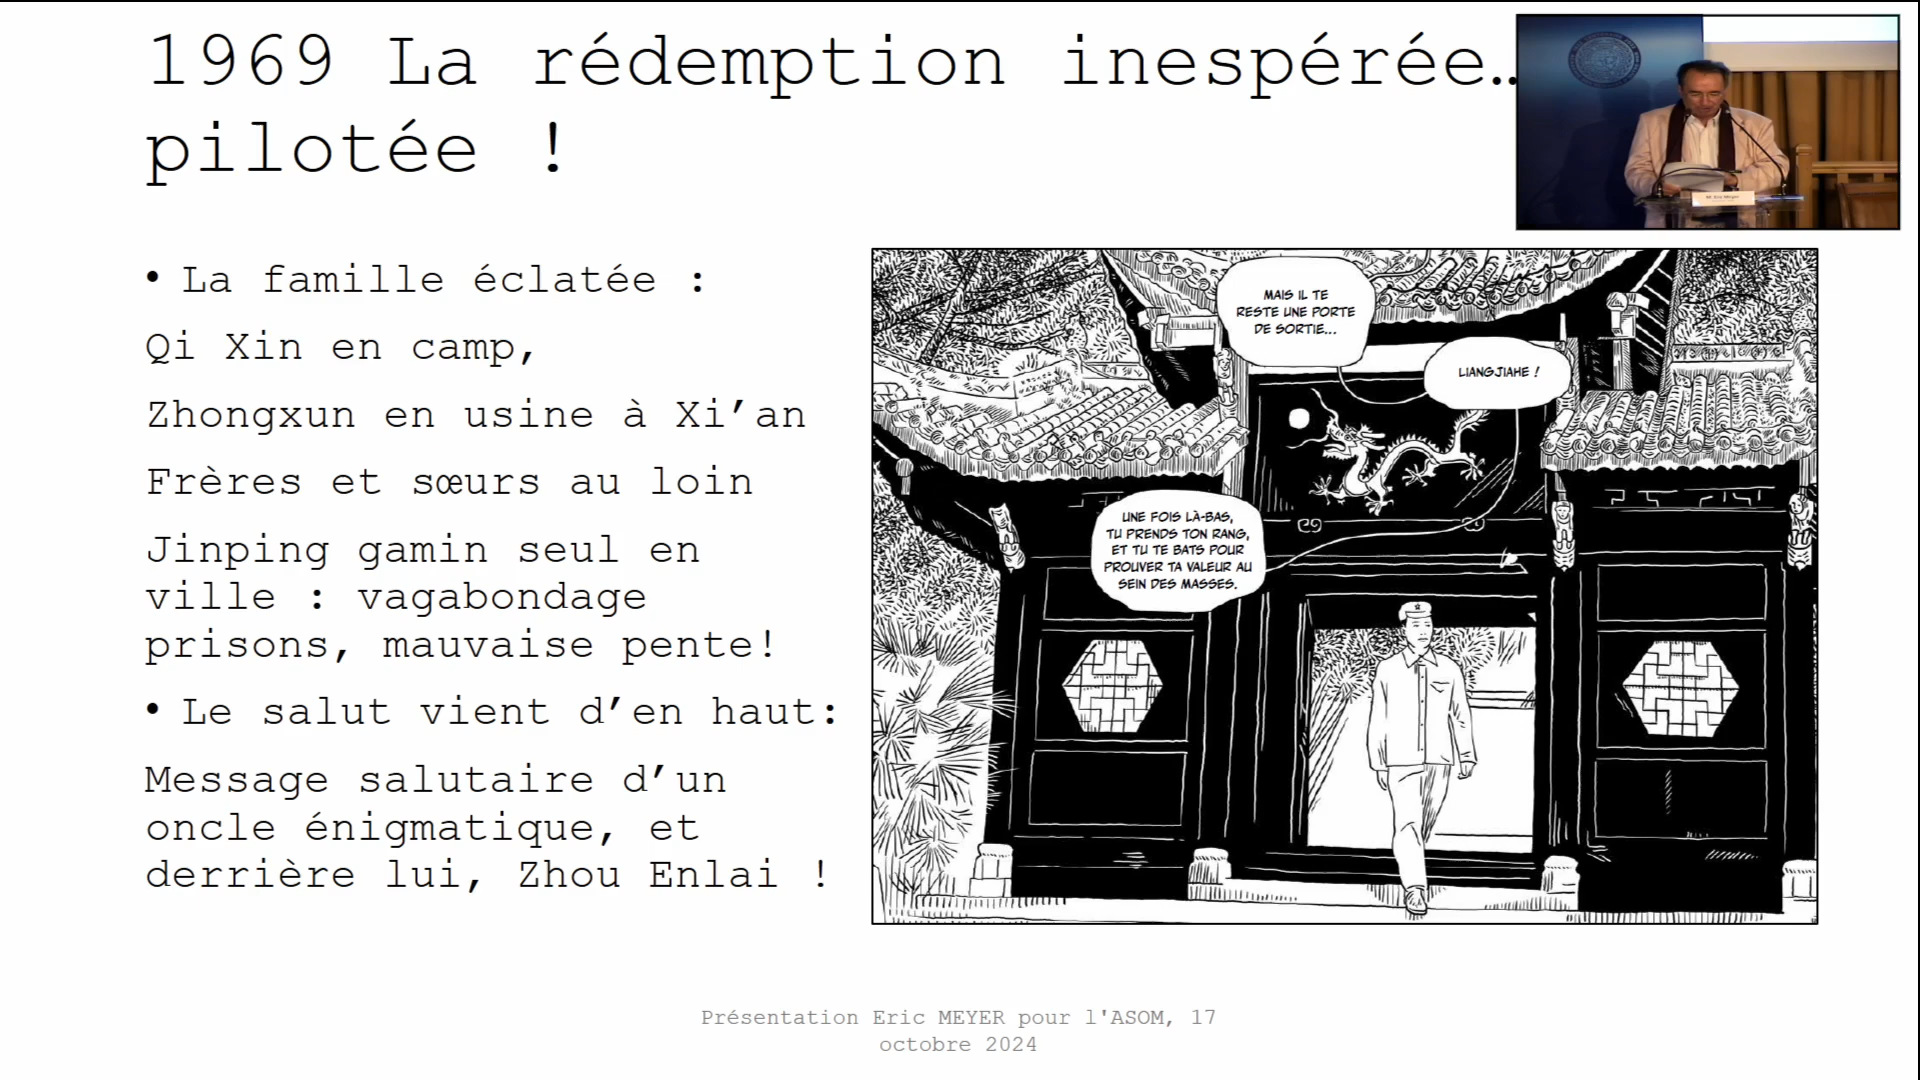 1969 La rédemption inespérée…
pilotée !
• La famille éclatée :
Qi Xin en camp,
Zhongxun en usine à Xi’an
Frères et sœurs au loin
Jinping gamin seul en
ville : vagabondage
prisons, mauvaise pente!
• Le salut vient d’en haut:
Message salutaire d’un
oncle énigmatique, et
derrière lui, Zhou Enlai !
MAIS IL TE
RESTE UNE PORTE
DE SORTIE...
LIANGJIAHE !
UNE FOIS LÀ-BAS,
TU PRENDS TON RANG,
ET TU TE BATS POUR
PROUVER TA VALEUR AU
SEIN DES MASSES.
M. Eric Meyer
Présentation Eric MEYER pour l'ASOM, 17
octobre 2024